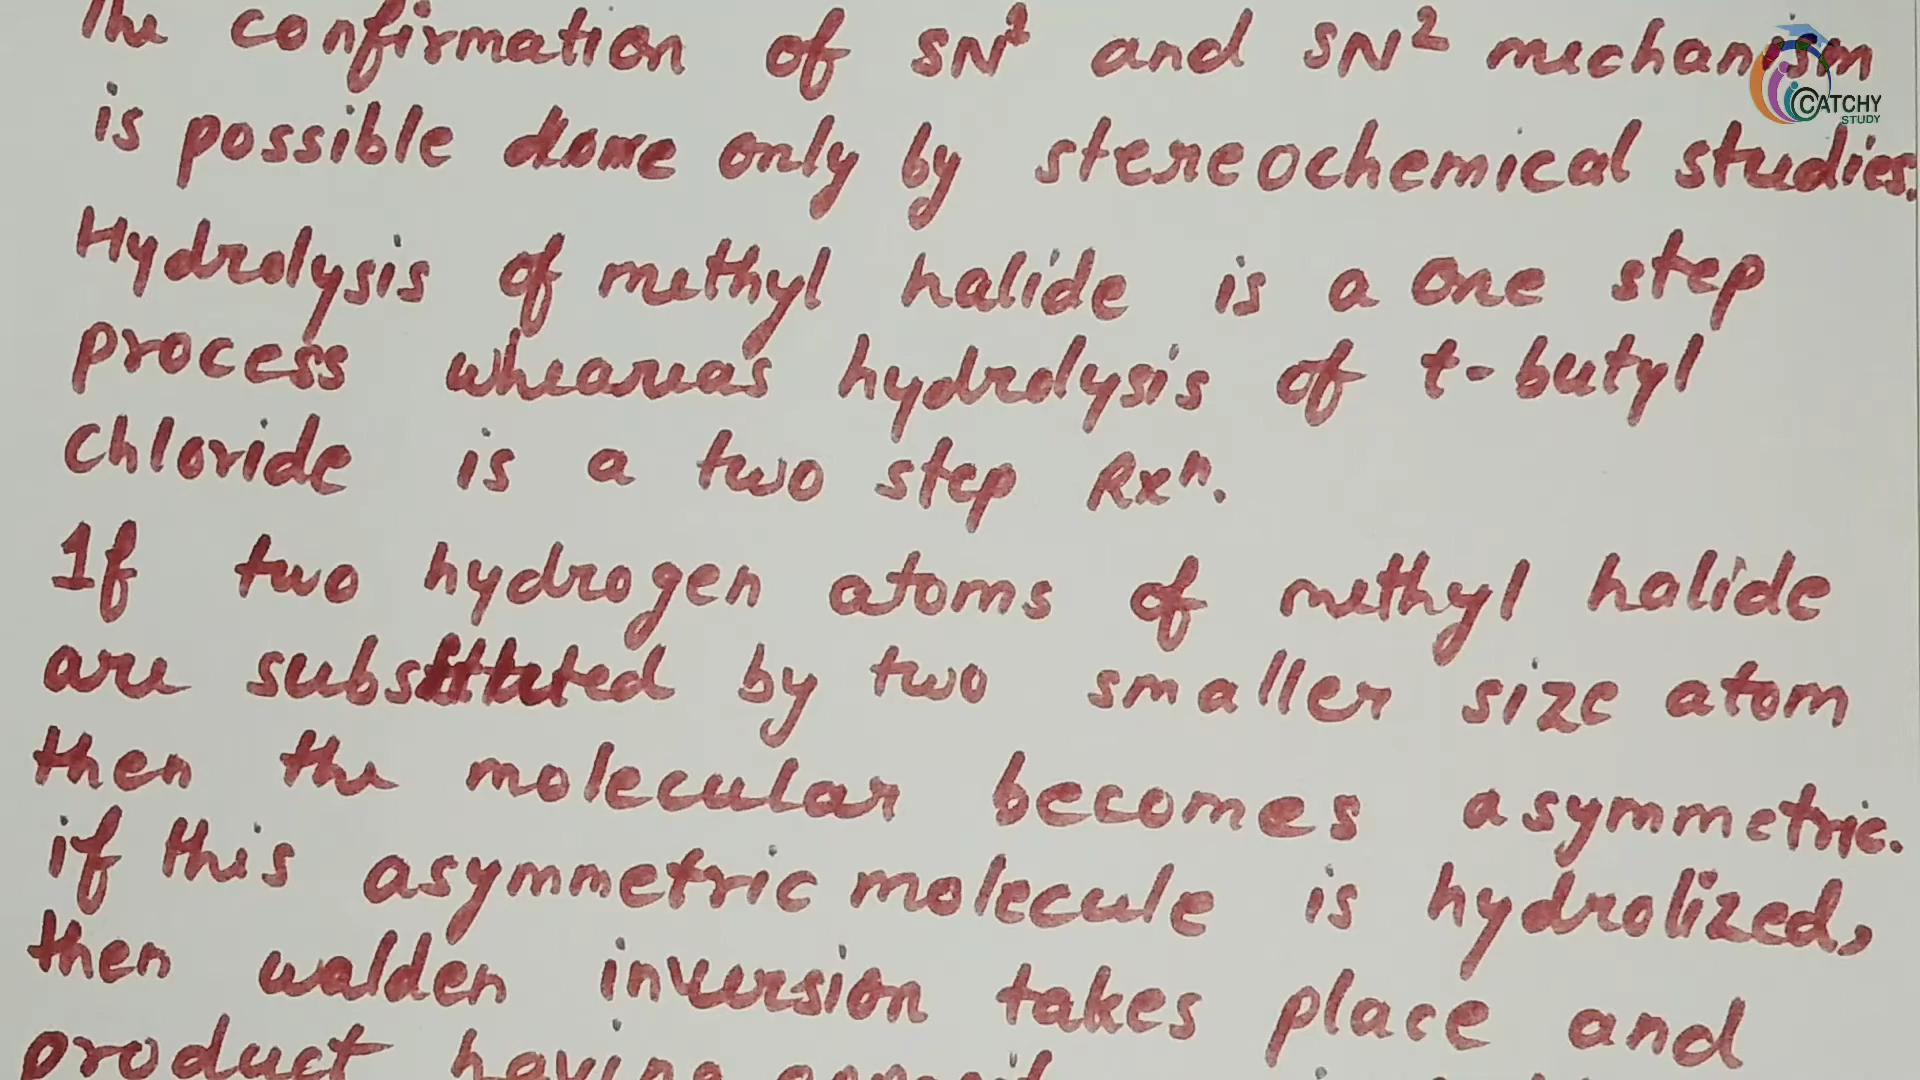 The confirmation of SN1 and SN2 mechanism
is possible done only by stereochemical studies.
Hydrolysis of methyl halide is a one step
process wheareas hydrolysis of t-butyl
Chloride is a two step Rxn.
If two hydrogen atoms of methyl halide
are substituted by two smaller size atom
then the molecular becomes asymmetric.
if this asymmetric molecule is hydrolized,
then walden inversion takes place and
product having
CATCHY
STUDY